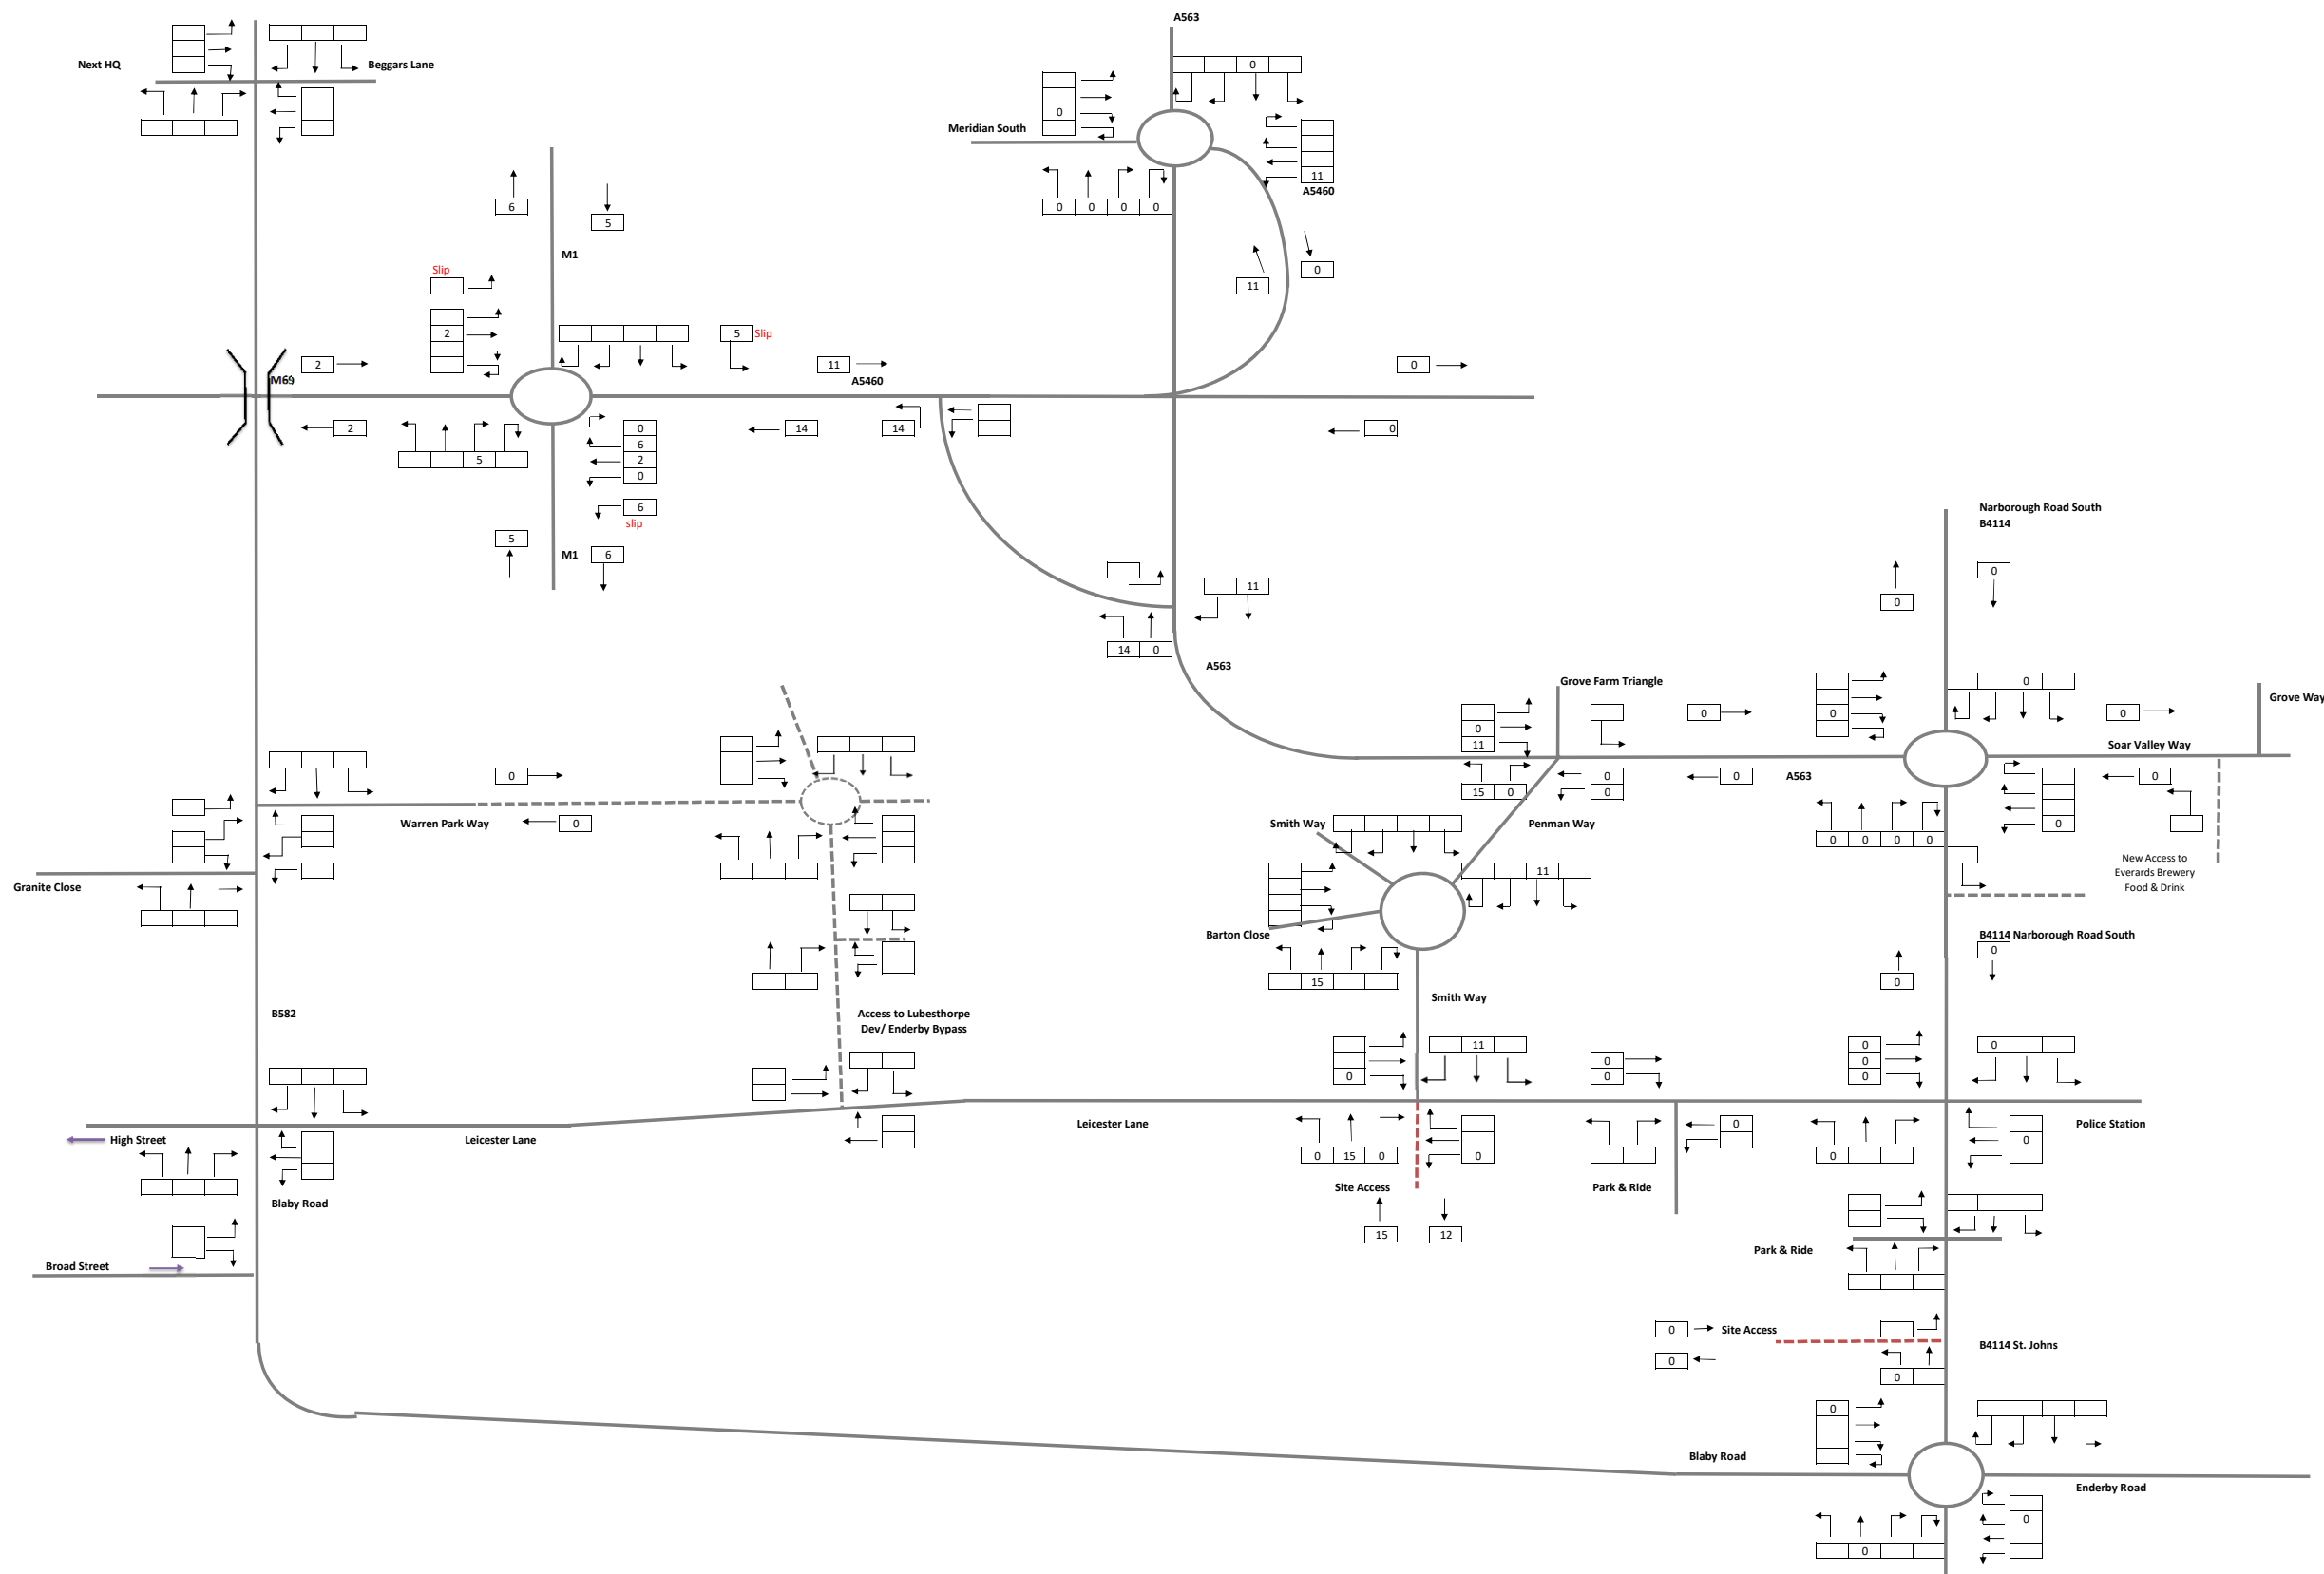 A563
Next HQ
Beggars Lane
0
0
Meridian South
11
A5460
0 0 0 0
6
5
M1
Slip
0
11
2
5 Slip
2
11
0
M69
A5460
2
0
14
14
0
6
5
2
0
6
slip
Narborough Road South
B4114
5
M1
6
0
11
0
14 0
A563
Grove Farm Triangle
0
Grove Way
0
0
0
0
11
Soar Valley Way
0
0
0
0
A563
0
15 0
0
Warren Park Way
0
Smith Way
Penman Way
0
0 0 0 0
New Access to
Everards Brewery
Food & Drink
11
Granite Close
Barton Close
B4114 Narborough Road South
0
15
0
Smith Way
B582
Access to Lubesthorpe
Dev/ Enderby Bypass
11
0
0
0
0
0
0
0
High Street
Leicester Lane
Leicester Lane
0
Police Station
0
0 15 0
0
0
Site Access
Park & Ride
Blaby Road
15
12
Park & Ride
Broad Street
0
Site Access
B4114 St. Johns
0
0
0
Blaby Road
Enderby Road
0
0